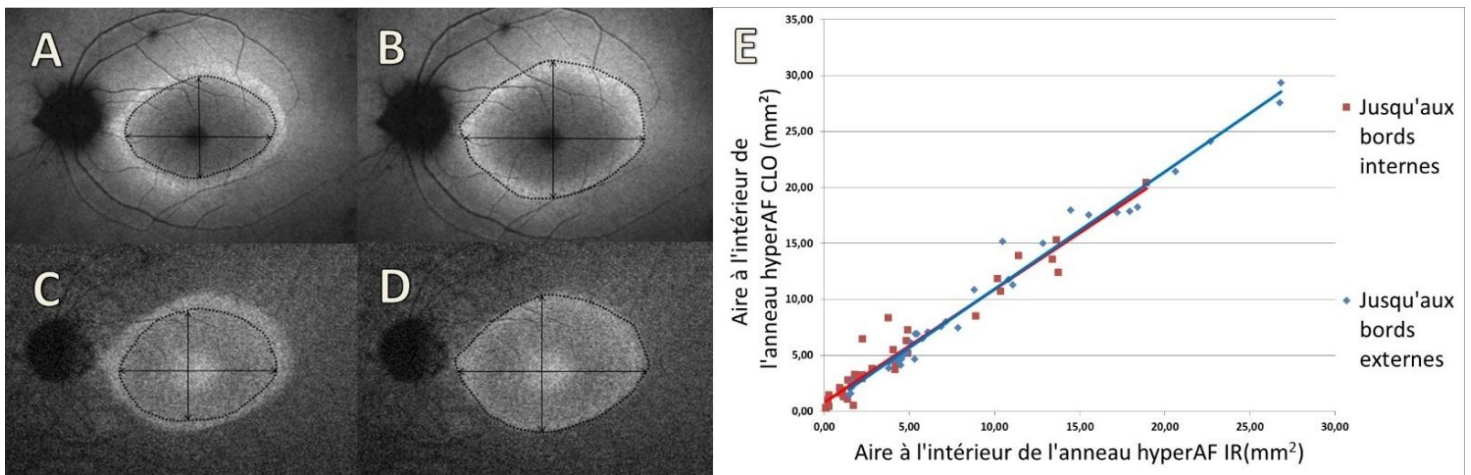 A
B
C
D
E
Aire à l'intérieur de
l'anneau hyperAF CLO (mm²)
35,00
30,00
25,00
20,00
15,00
10,00
5,00
0,00
0,00 5,00 10,00 15,00 20,00 25,00 30,00
Aire à l'intérieur de l'anneau hyperAF IR(mm²)
Jusqu'aux
bords
internes
Jusqu'aux
bords
externes